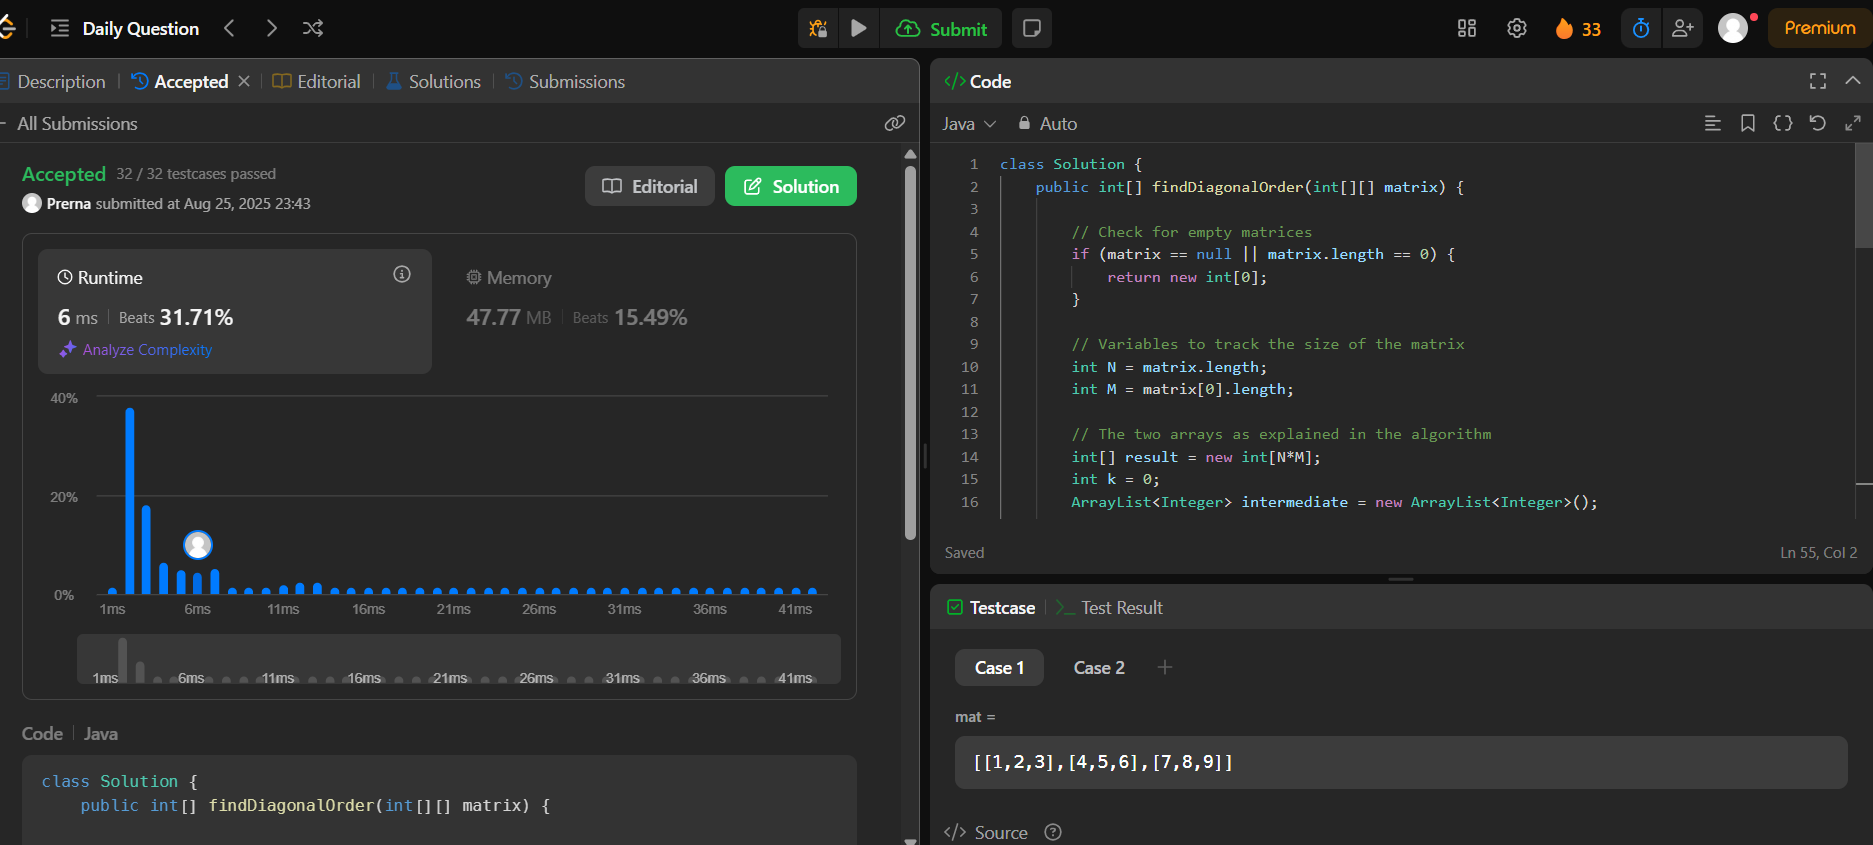 Daily Question
Submit
33
Premium
Description
Accepted
Editorial
Solutions
Submissions
All Submissions
Accepted 32 / 32 testcases passed
Prerna submitted at Aug 25, 2025 23:43
Editorial
Solution
Runtime
6 ms | Beats 31.71%
Analyze Complexity
Memory
47.77 MB | Beats 15.49%
40%
20%
0%
1ms 6ms 11ms 16ms 21ms 26ms 31ms 36ms 41ms
1ms 6ms 11ms 16ms 21ms 26ms 31ms 36ms 41ms
Code | Java
class Solution {
public int[] findDiagonalOrder(int[][] matrix) {
</> Code
Java Auto
1 class Solution {
2 public int[] findDiagonalOrder(int[][] matrix) {
3
4 // Check for empty matrices
5 if (matrix == null || matrix.length == 0) {
6 return new int[0];
7 }
8
9 // Variables to track the size of the matrix
10 int N = matrix.length;
11 int M = matrix[0].length;
12
13 // The two arrays as explained in the algorithm
14 int[] result = new int[N*M];
15 int k = 0;
16 ArrayList<Integer> intermediate = new ArrayList<Integer>();
Saved
Ln 55, Col 2
Testcase
Test Result
Case 1
Case 2
+
mat =
[[1,2,3],[4,5,6],[7,8,9]]
</> Source ?